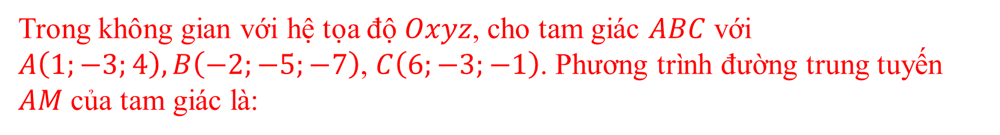 Trong không gian với hệ tọa độ Oxyz, cho tam giác ABC với
A(1; −3; 4), B(−2; −5; −7), C(6; −3; −1). Phương trình đường trung tuyến
AM của tam giác là: